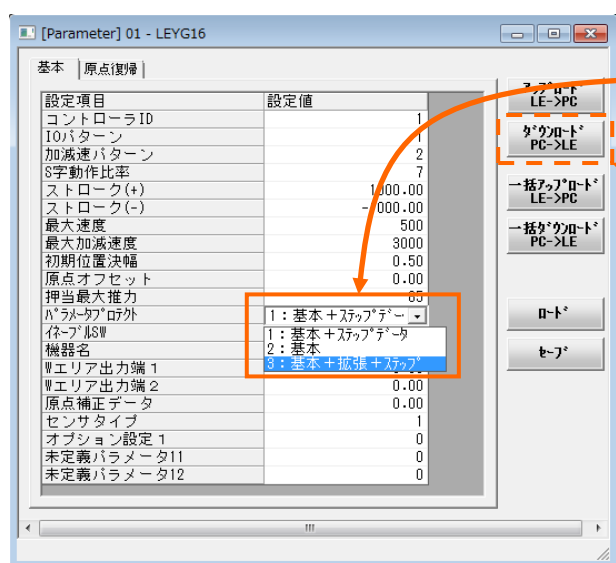 [Parameter] 01 - LEYG16
基本
原点復帰
設定項目 設定値
コントローラID 1
IOパターン 1
加減速パターン 2
S字動作比率 7
ストローク(+) 1000.00
ストローク(-) -1000.00
最大速度 500
最大加減速度 3000
初期位置決幅 0.50
原点オフセット 0.00
押当最大推力 85
ﾊﾟﾗﾒｰﾀﾌﾟﾛﾃｸﾄ 1：基本＋ｽﾃｯﾌﾟﾃﾞｰ
ｲﾈｰﾌﾞﾙSW 1：基本＋ｽﾃｯﾌﾟﾃﾞｰﾀ
機器名 2：基本
Wエリア出力端１ 3：基本＋拡張＋ｽﾃｯﾌﾟ
Wエリア出力端２ 0.00
原点補正データ 0.00
センサタイプ 1
オプション設定１ 0
未定義パラメータ11 0
未定義パラメータ12 0
ｱｯﾌﾟﾛｰﾄﾞ
LE->PC
ﾀﾞｳﾝﾛｰﾄﾞ
PC->LE
一括ｱｯﾌﾟﾛｰﾄﾞ
LE->PC
一括ﾀﾞｳﾝﾛｰﾄﾞ
PC->LE
ﾛｰﾄﾞ
ｾｰﾌﾞ